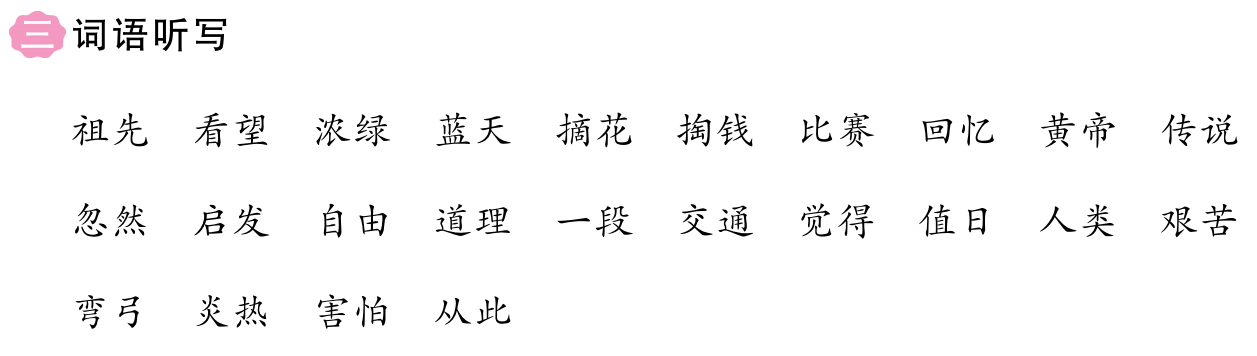 三 词语听写
祖先 看望 浓绿 蓝天 摘花 掏钱 比赛 回忆 黄帝 传说
忽然 启发 自由 道理 一段 交通 觉得 值日 人类 艰苦
弯弓 炎热 害怕 从此